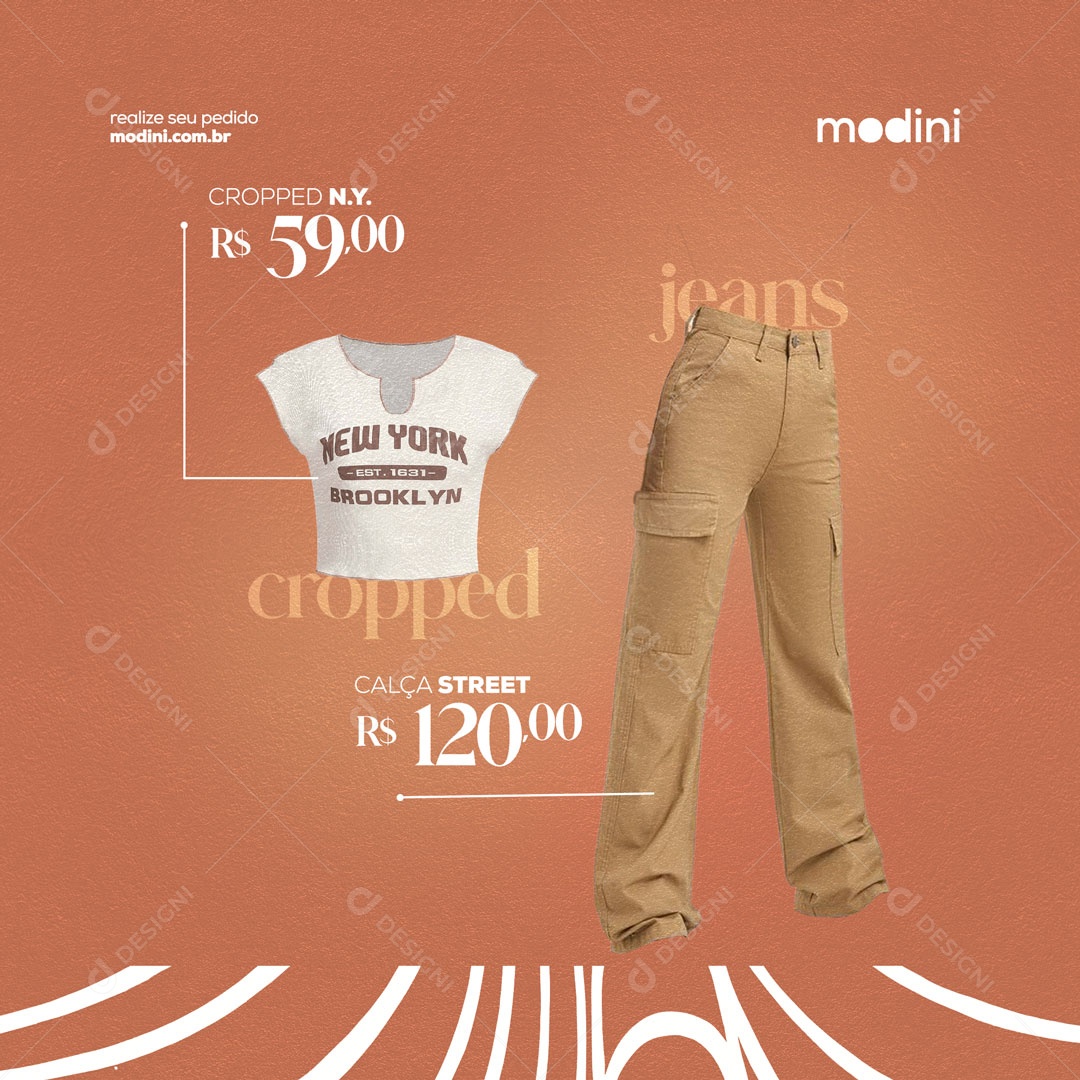 realize seu pedido
modini.com.br
modini
CROPPED N.Y.
R$ 59,00
jeans
NEW YORK
-EST. 1631-
BROOKLYN
cropped
CALÇA STREET
R$ 120,00
DESIGNI